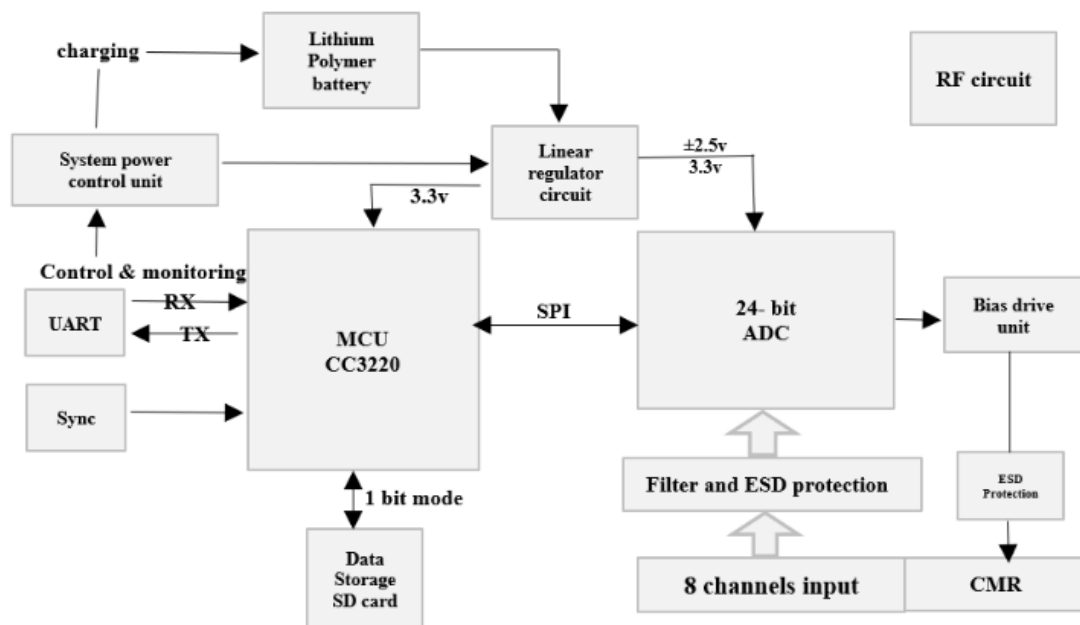 charging
Lithium
Polymer
battery
RF circuit
System power
control unit
Linear
regulator
circuit
±2.5v
3.3v
3.3v
Control & monitoring
UART
RX
TX
MCU
CC3220
SPI
24- bit
ADC
Bias drive
unit
Sync
1 bit mode
Filter and ESD protection
ESD
Protection
Data
Storage
SD card
8 channels input
CMR